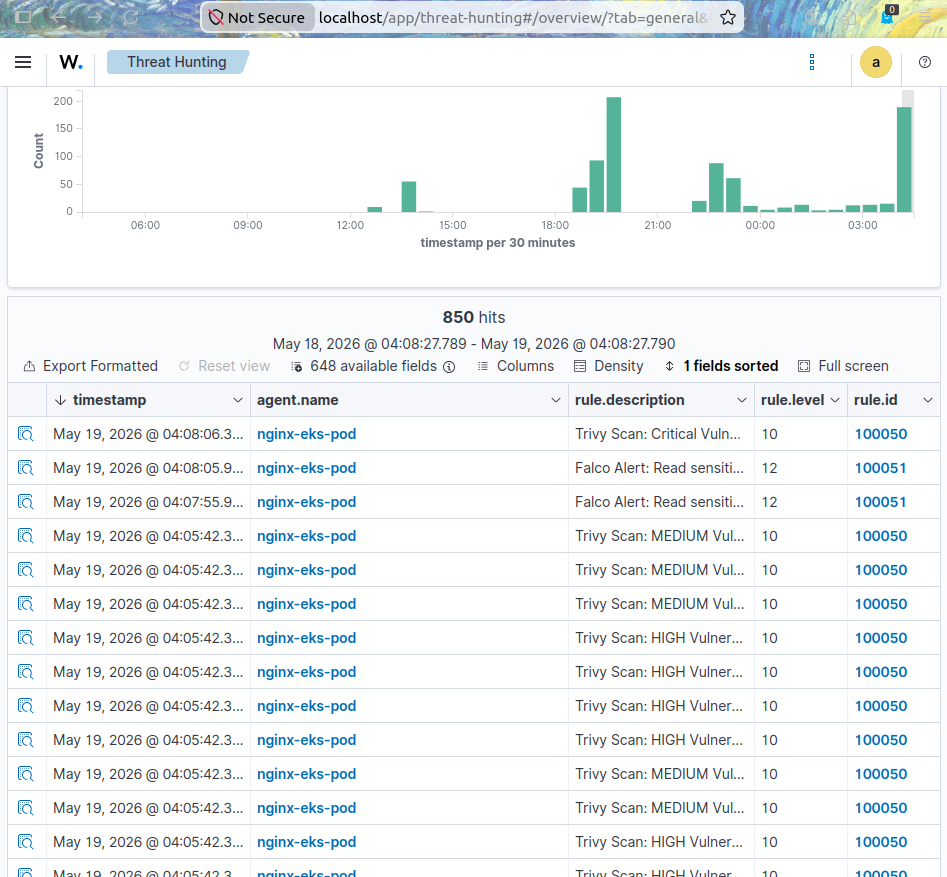 Not Secure localhost/app/threat-hunting#/overview/?tab=general& 0
W. Threat Hunting a
200
150
100
50
0
Count
06:00 09:00 12:00 15:00 18:00 21:00 00:00 03:00
timestamp per 30 minutes
850 hits
May 18, 2026 @ 04:08:27.789 - May 19, 2026 @ 04:08:27.790
Export Formatted Reset view 648 available fields Columns Density 1 fields sorted Full screen
timestamp agent.name rule.description rule.level rule.id
May 19, 2026 @ 04:08:06.3... nginx-eks-pod Trivy Scan: Critical Vuln... 10 100050
May 19, 2026 @ 04:08:05.9... nginx-eks-pod Falco Alert: Read sensiti... 12 100051
May 19, 2026 @ 04:07:55.9... nginx-eks-pod Falco Alert: Read sensiti... 12 100051
May 19, 2026 @ 04:05:42.3... nginx-eks-pod Trivy Scan: MEDIUM Vul... 10 100050
May 19, 2026 @ 04:05:42.3... nginx-eks-pod Trivy Scan: MEDIUM Vul... 10 100050
May 19, 2026 @ 04:05:42.3... nginx-eks-pod Trivy Scan: MEDIUM Vul... 10 100050
May 19, 2026 @ 04:05:42.3... nginx-eks-pod Trivy Scan: HIGH Vulner... 10 100050
May 19, 2026 @ 04:05:42.3... nginx-eks-pod Trivy Scan: HIGH Vulner... 10 100050
May 19, 2026 @ 04:05:42.3... nginx-eks-pod Trivy Scan: HIGH Vulner... 10 100050
May 19, 2026 @ 04:05:42.3... nginx-eks-pod Trivy Scan: HIGH Vulner... 10 100050
May 19, 2026 @ 04:05:42.3... nginx-eks-pod Trivy Scan: MEDIUM Vul... 10 100050
May 19, 2026 @ 04:05:42.3... nginx-eks-pod Trivy Scan: MEDIUM Vul... 10 100050
May 19, 2026 @ 04:05:42.3... nginx-eks-pod Trivy Scan: HIGH Vulner... 10 100050
May 19, 2026 @ 04:05:42.3... nginx-eks-pod Trivy Scan: HIGH Vulner... 10 100050